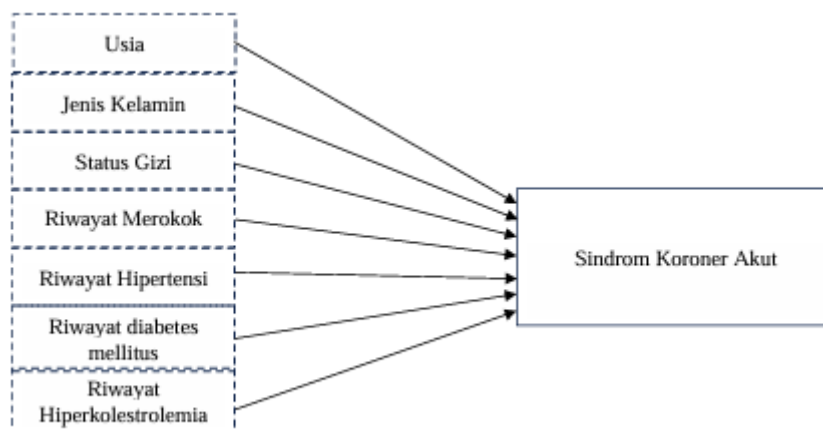 Usia
Jenis Kelamin
Status Gizi
Riwayat Merokok
Riwayat Hipertensi
Riwayat diabetes
mellitus
Riwayat
Hiperkolestrolemia
Sindrom Koroner Akut